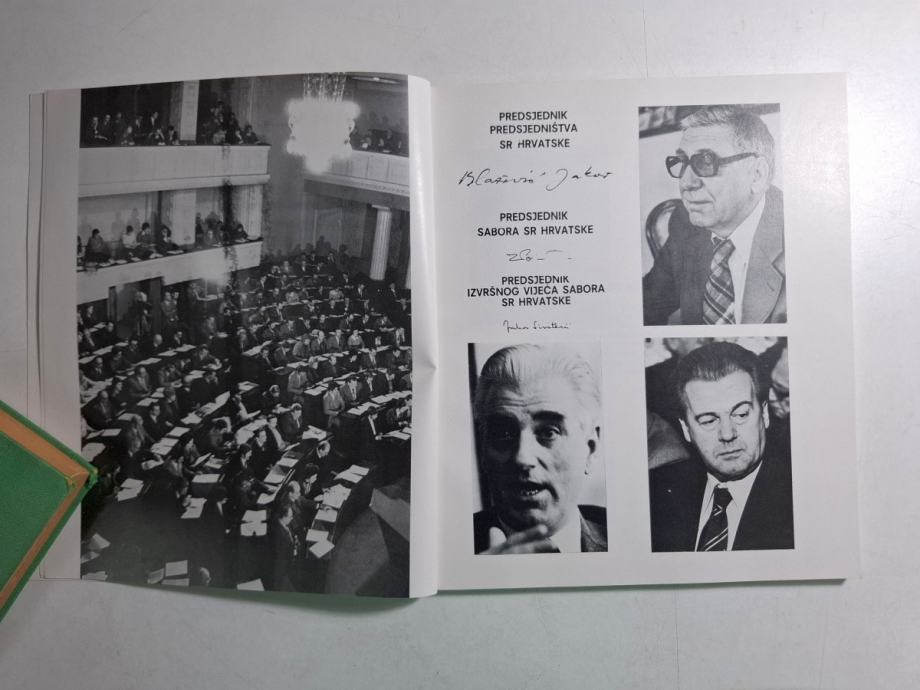 PREDSJEDNIK
PREDSJEDNIŠTVA
SR HRVATSKE
Blažević Jakov
PREDSJEDNIK
SABORA SR HRVATSKE
PREDSJEDNIK
IZVRŠNOG VIJEĆA SABORA
SR HRVATSKE